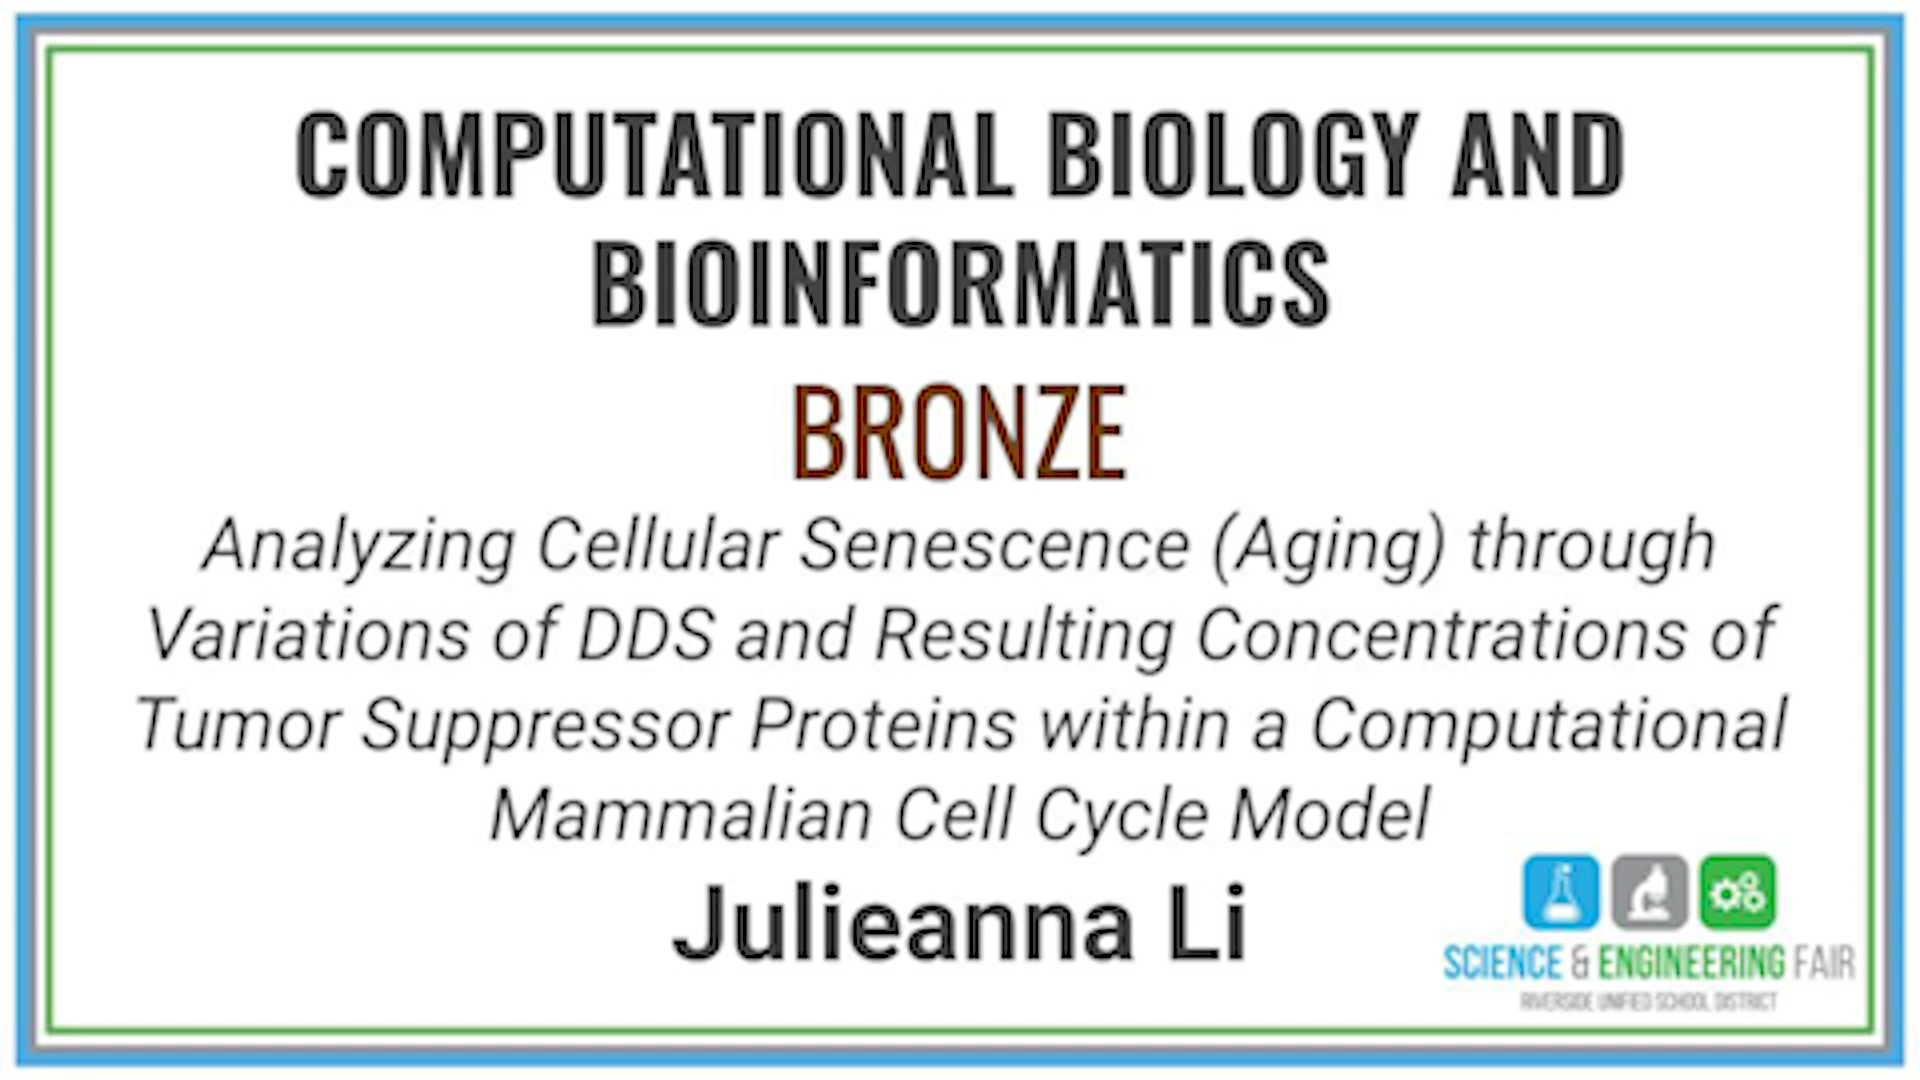 COMPUTATIONAL BIOLOGY AND
BIOINFORMATICS
BRONZE
Analyzing Cellular Senescence (Aging) through
Variations of DDS and Resulting Concentrations of
Tumor Suppressor Proteins within a Computational
Mammalian Cell Cycle Model
Julieanna Li
SCIENCE & ENGINEERING FAIR
RIVERSIDE UNIFIED SCHOOL DISTRICT